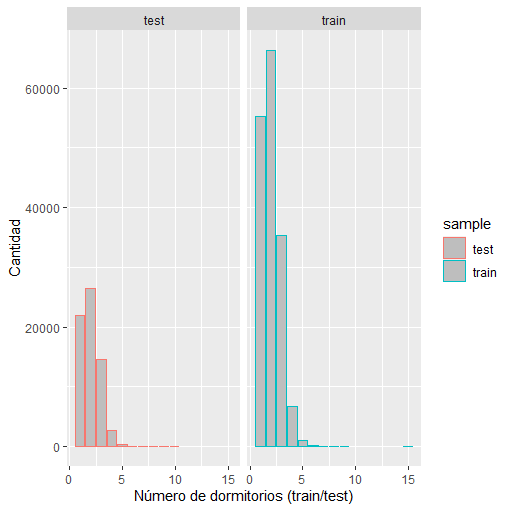 test train
60000
40000
20000
0
0 5 10 15 0 5 10 15
Número de dormitorios (train/test)
Cantidad
sample
test
train